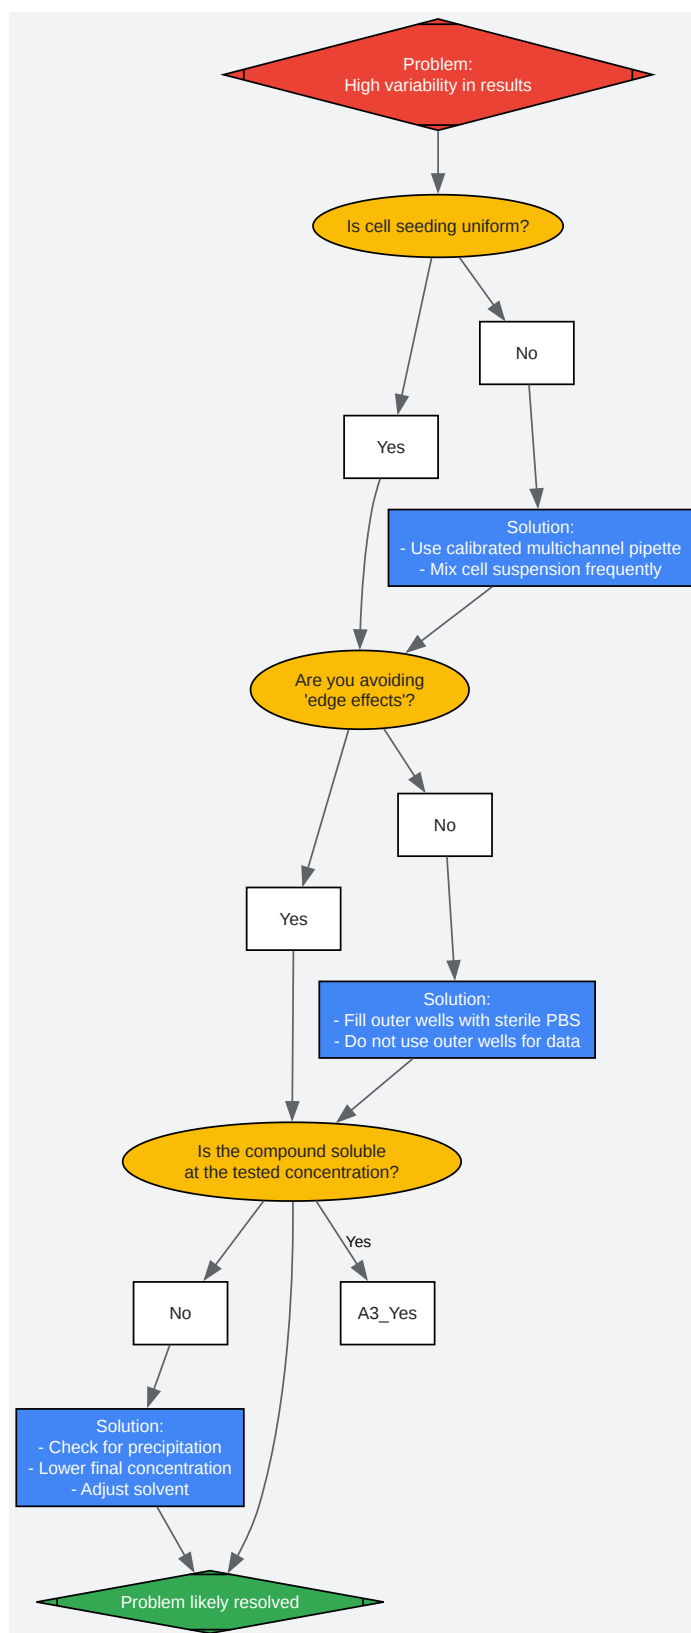 Problem:
High variability in results
Is cell seeding uniform?
No
Yes
Solution:
- Use calibrated multichannel pipette
- Mix cell suspension frequently
Are you avoiding
'edge effects'?
No
Yes
Solution:
- Fill outer wells with sterile PBS
- Do not use outer wells for data
Is the compound soluble
at the tested concentration?
Yes
No
A3_Yes
Solution:
- Check for precipitation
- Lower final concentration
- Adjust solvent
Problem likely resolved